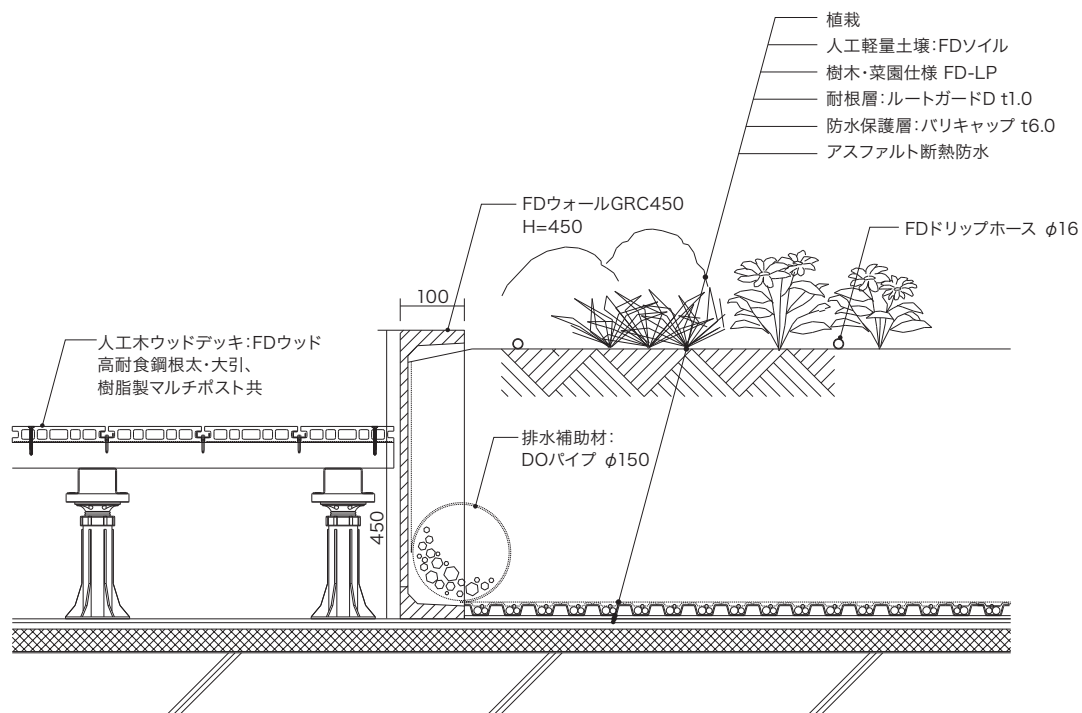 植栽
人工軽量土壌:FDソイル
樹木・菜園仕様 FD-LP
耐根層:ルートガードD t1.0
防水保護層:バリキャップ t6.0
アスファルト断熱防水
FDウォールGRC450
H=450
FDドリップホース φ16
100
人工木ウッドデッキ:FDウッド
高耐食鋼根太・大引、
樹脂製マルチポスト共
排水補助材:
DOパイプ φ150
450